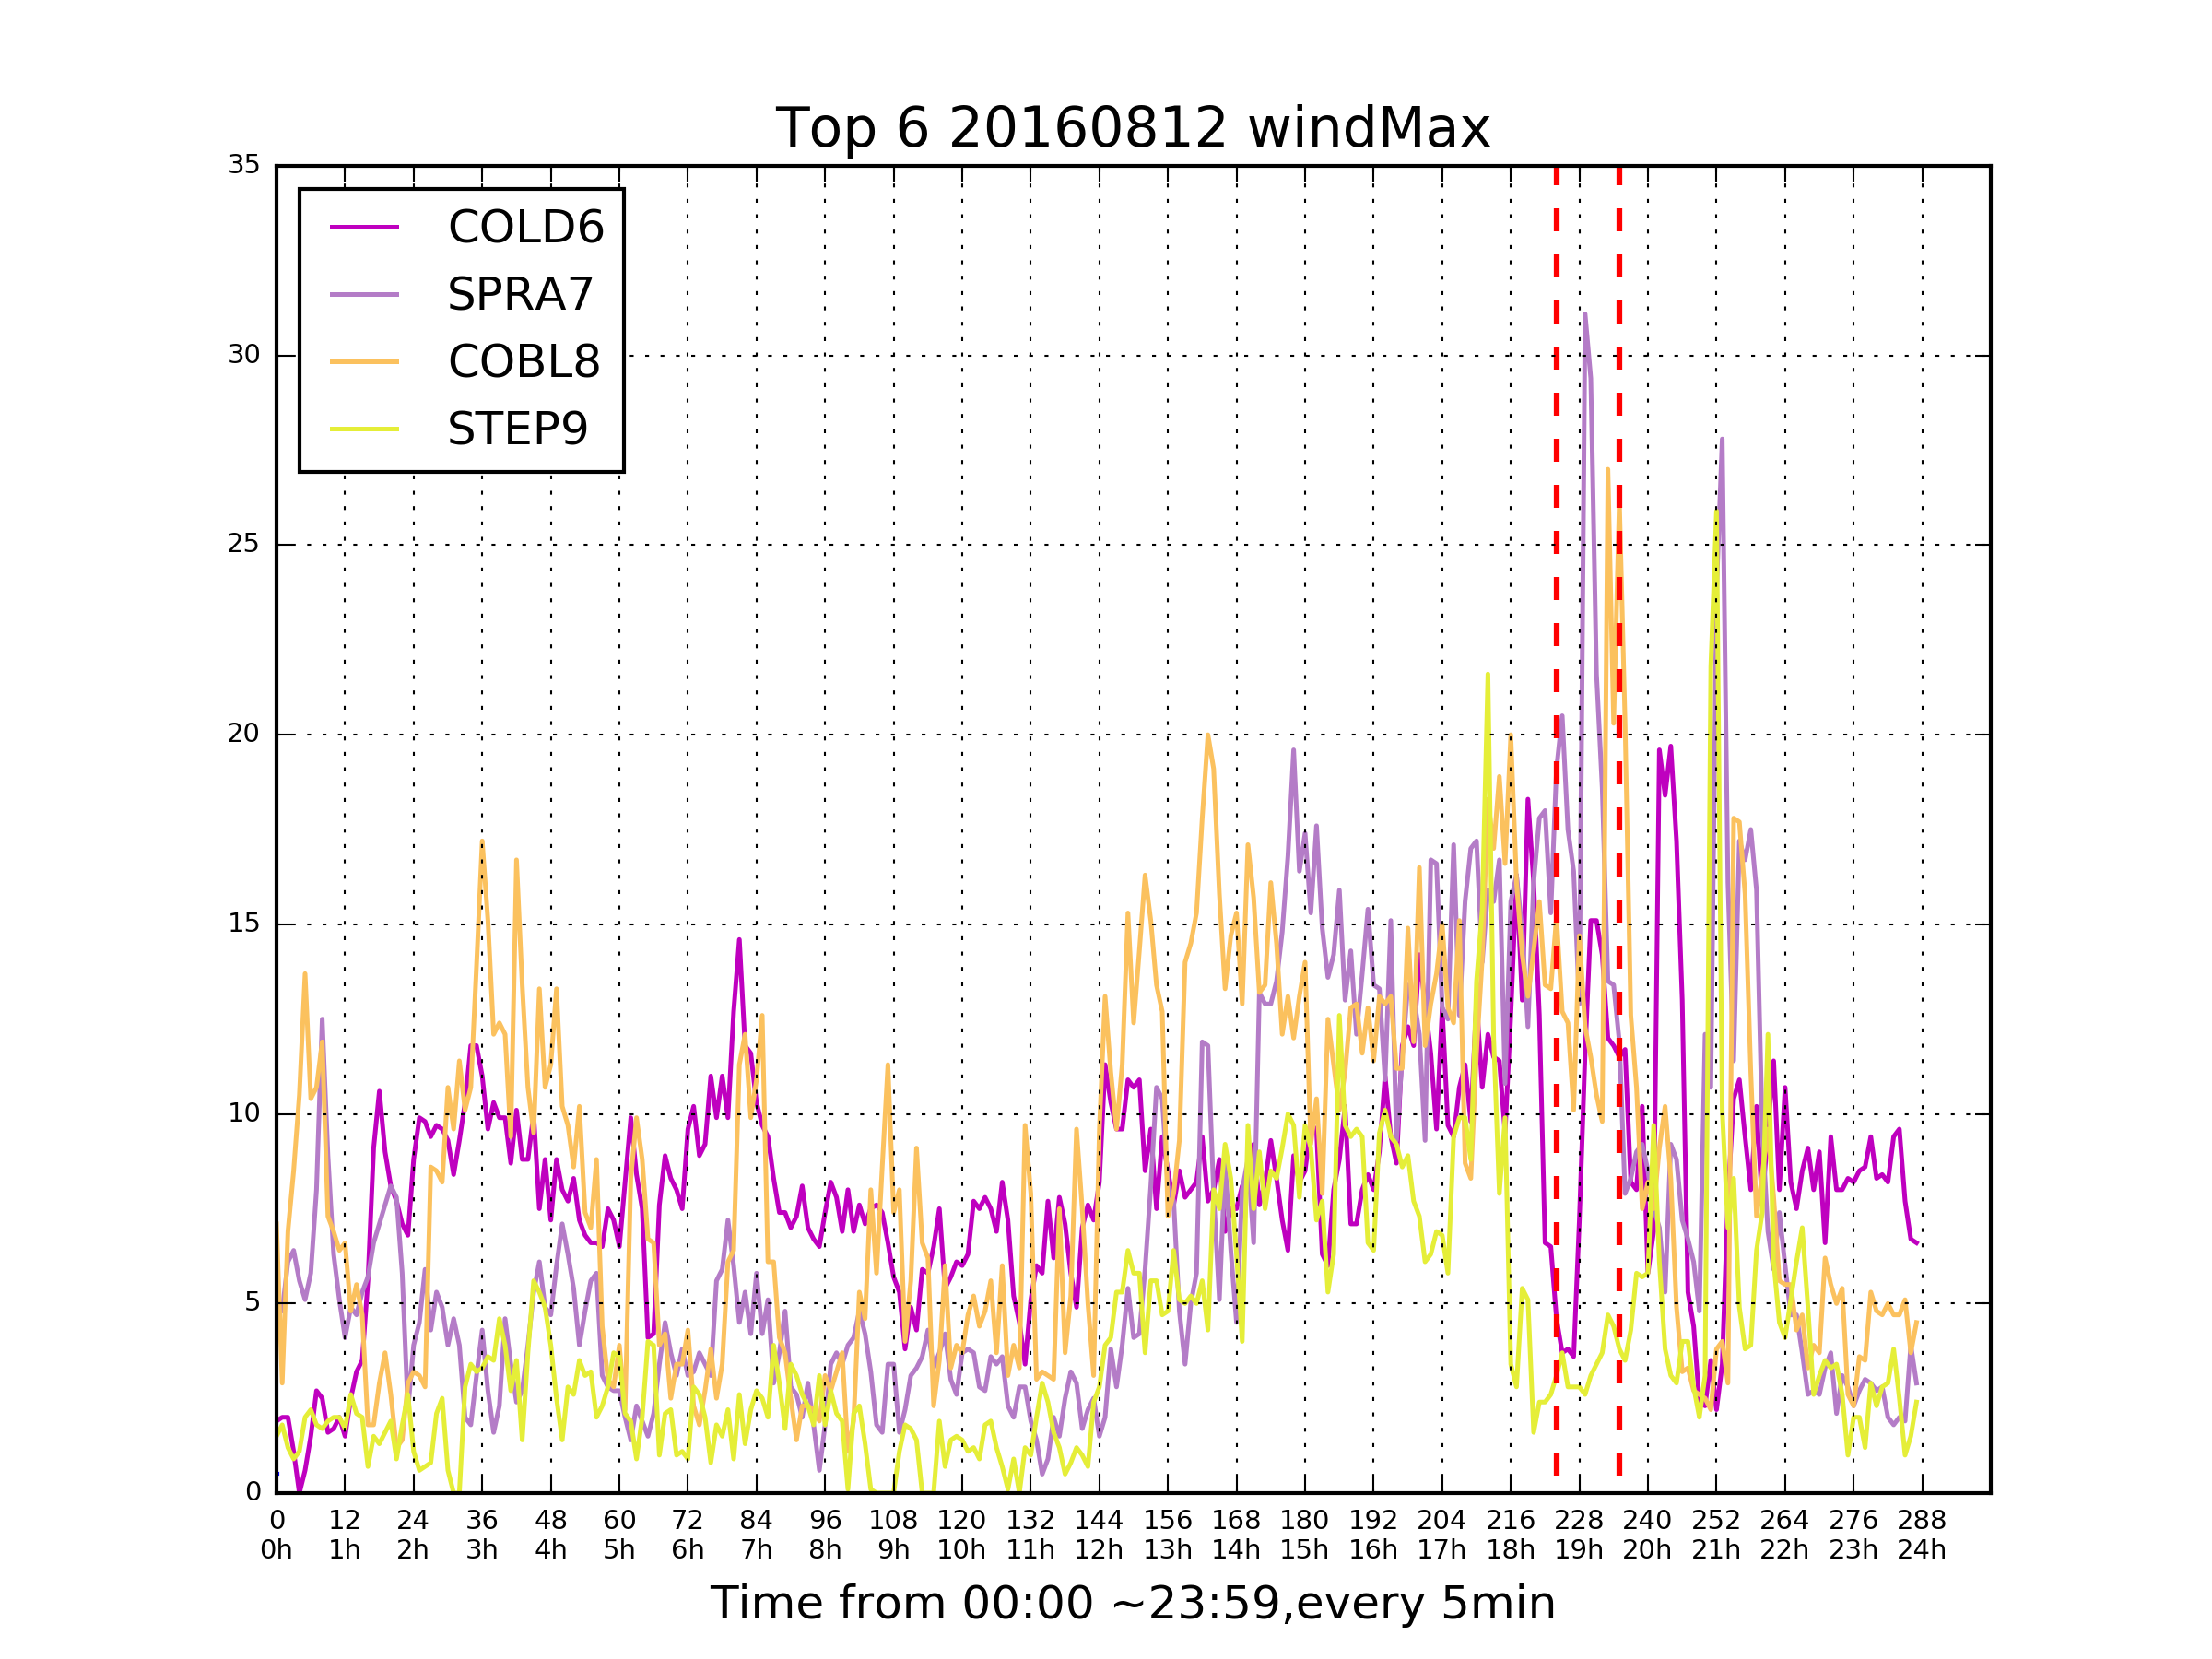 Top 6 20160812 windMax
35
30
25
20
15
10
5
0
COLD6
SPRA7
COBL8
STEP9
0 12 24 36 48 60 72 84 96 108 120 132 144 156 168 180 192 204 216 228 240 252 264 276 288
0h 1h 2h 3h 4h 5h 6h 7h 8h 9h 10h 11h 12h 13h 14h 15h 16h 17h 18h 19h 20h 21h 22h 23h 24h
Time from 00:00 ~23:59,every 5min